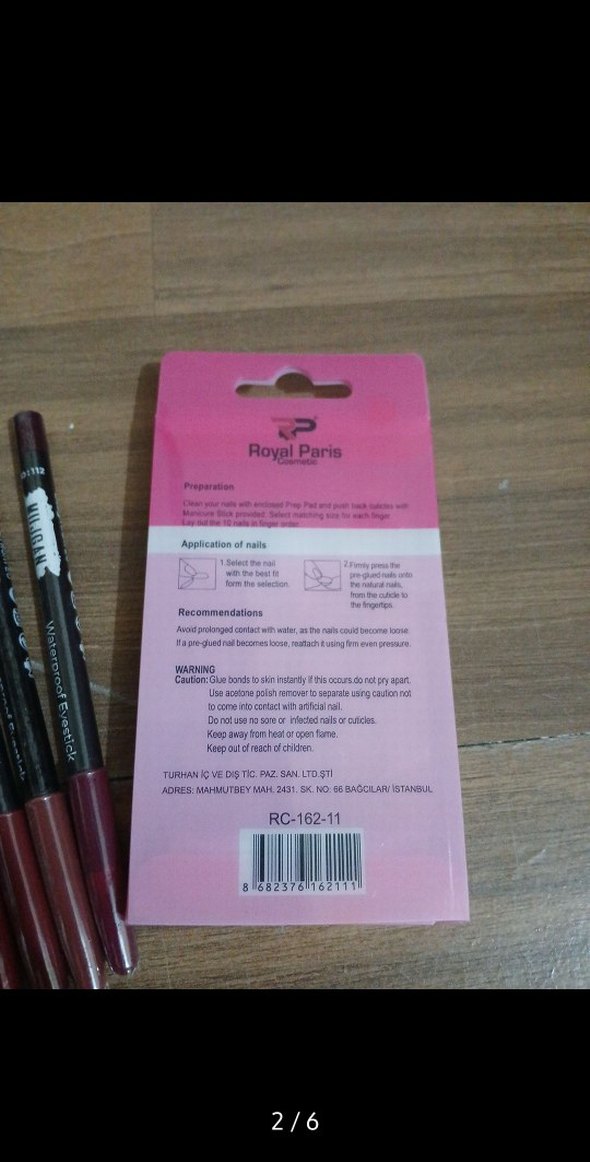 RP
Royal Paris
Cosmetic
Preparation
Clean your nails with enclosed Prep Pad and push back cuticles with
Manicure Stick provided. Select matching size for each finger
Lay out the 10 nails in finger order
Application of nails
1.Select the nail
with the best fit
form the selection.
2.Firmly press the
pre-glued nails onto
the natural nails,
from the cuticle to
the fingertips.
Recommendations
Avoid prolonged contact with water, as the nails could become loose
If a pre-glued nail becomes loose, reattach it using firm even pressure.
WARNING
Caution: Glue bonds to skin instantly if this occurs.do not pry apart.
Use acetone polish remover to separate using caution not
to come into contact with artificial nail.
Do not use no sore or infected nails or cuticles.
Keep away from heat or open flame.
Keep out of reach of children.
TURHAN İÇ VE DIŞ TİC. PAZ. SAN. LTD.ŞTİ
ADRES: MAHMUTBEY MAH. 2431. SK. NO: 66 BAĞCILAR/ İSTANBUL
RC-162-11
8 682376 162111
112
Waterproof Eyestick
2 / 6